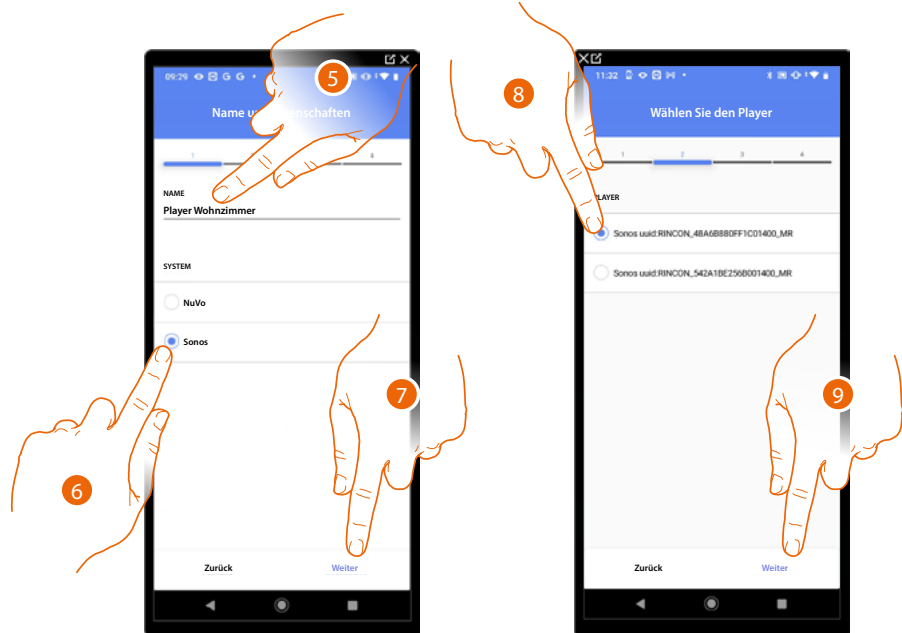 5
09:29 G G
Name u nschaften
1
4
NAME
Player Wohnzimmer
SYSTEM
NuVo
Sonos
7
6
Zurück Weiter
8
11:32
Wählen Sie den Player
1 2 3 4
PLAYER
Sonos uuid:RINCON_48A6B880FF1C01400_MR
Sonos uuid:RINCON_542A1BE256B001400_MR
9
Zurück Weiter